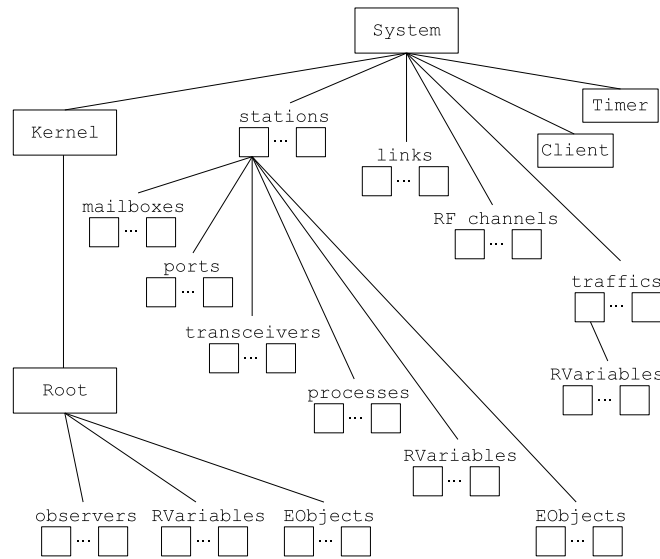 System
Timer
Kernel
stations
...
Client
links
...
mailboxes
...
RF channels
...
ports
...
traffics
...
transceivers
...
RVariables
...
Root
processes
...
RVariables
...
observers
...
RVariables
...
EObjects
...
EObjects
...